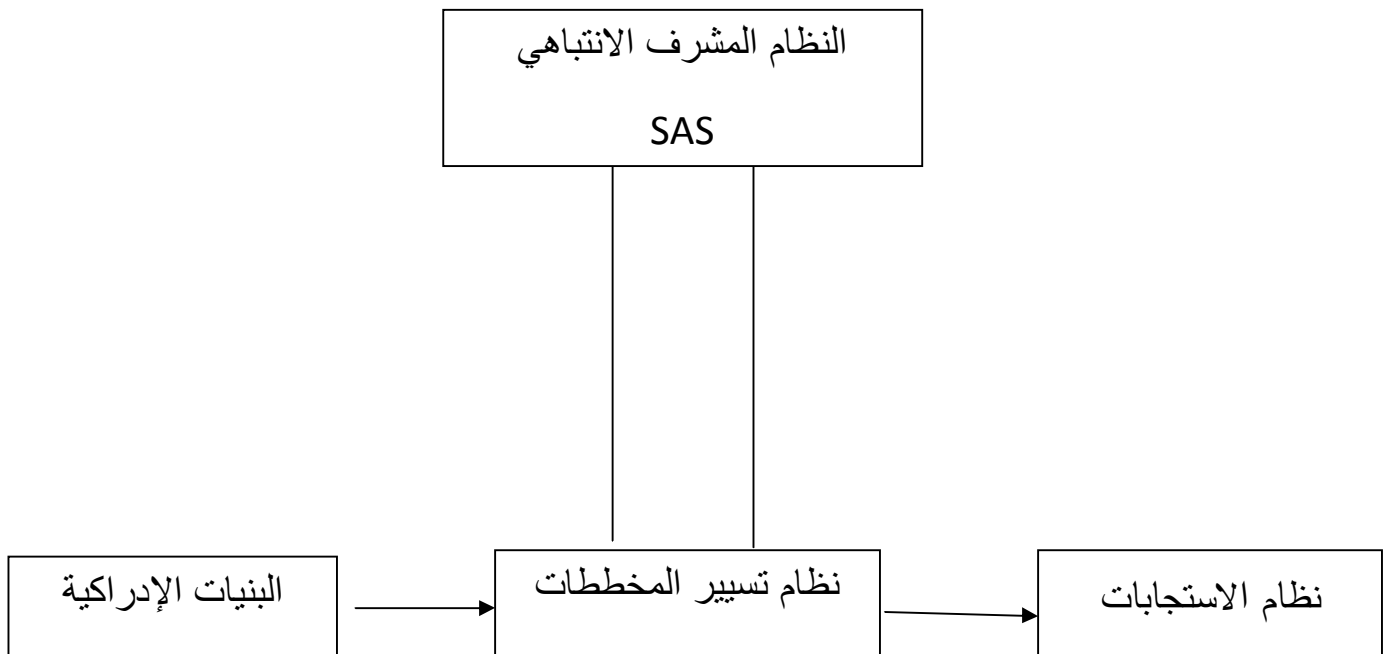 النظام المشرف الانتباهي
SAS
البنيات الإدراكية
نظام تسيير المخططات
نظام الاستجابات